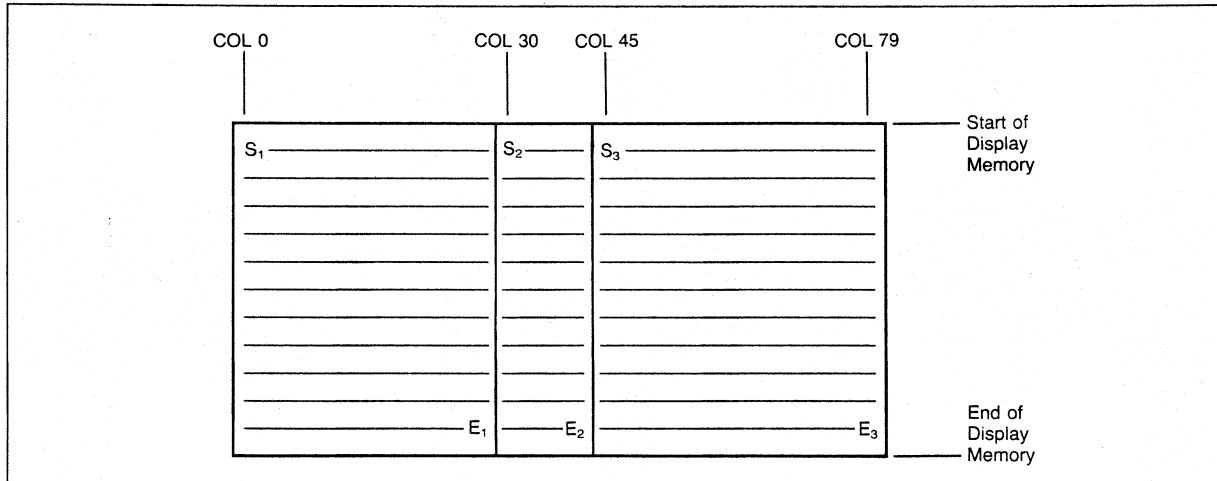 COL 0 COL 30 COL 45 COL 79
Start of
Display
Memory
S₁ S₂ S₃
E₁ E₂ E₃
End of
Display
Memory